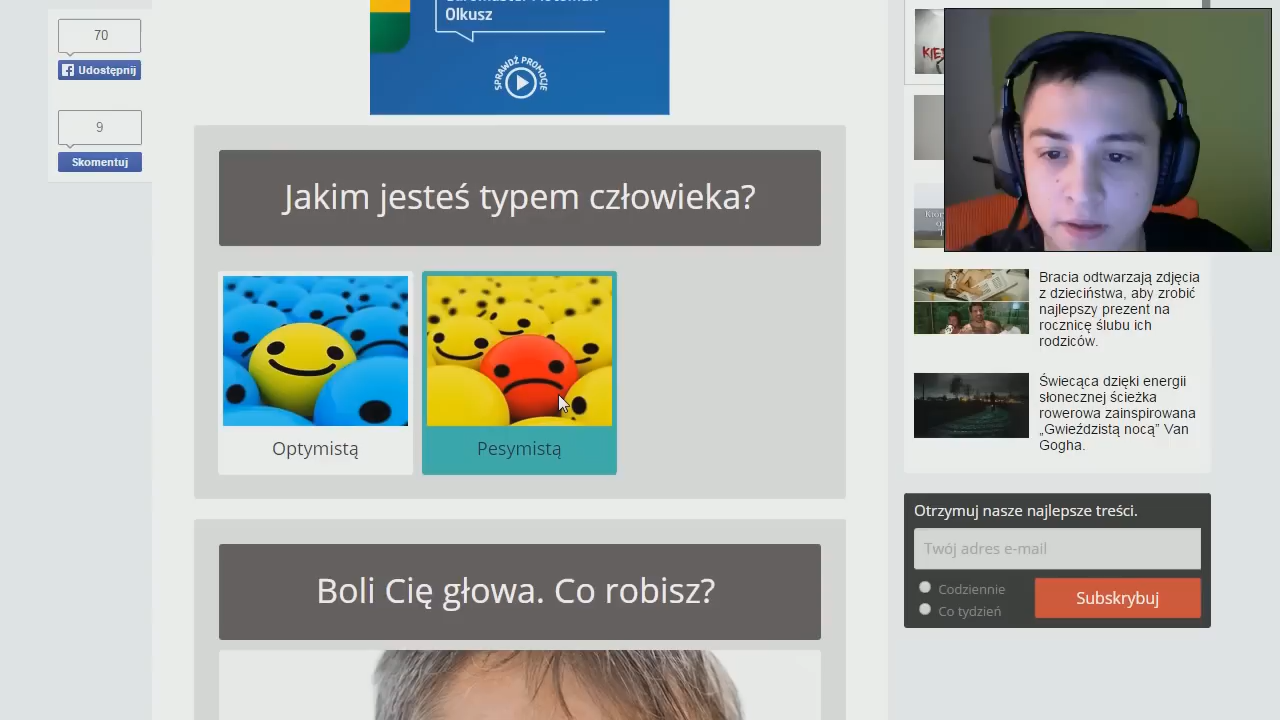 Olkusz
SPRAWDŹ PROMOCJE
70
Udostępnij
9
Skomentuj
Jakim jesteś typem człowieka?
Optymistą
Pesymistą
Boli Cię głowa. Co robisz?
Bracia odtwarzają zdjęcia
z dzieciństwa, aby zrobić
najlepszy prezent na
rocznicę ślubu ich
rodziców.
Świecąca dzięki energii
słonecznej ścieżka
rowerowa zainspirowana
„Gwieździstą nocą” Van
Gogha.
Otrzymuj nasze najlepsze treści.
Twój adres e-mail
Codziennie
Co tydzień
Subskrybuj